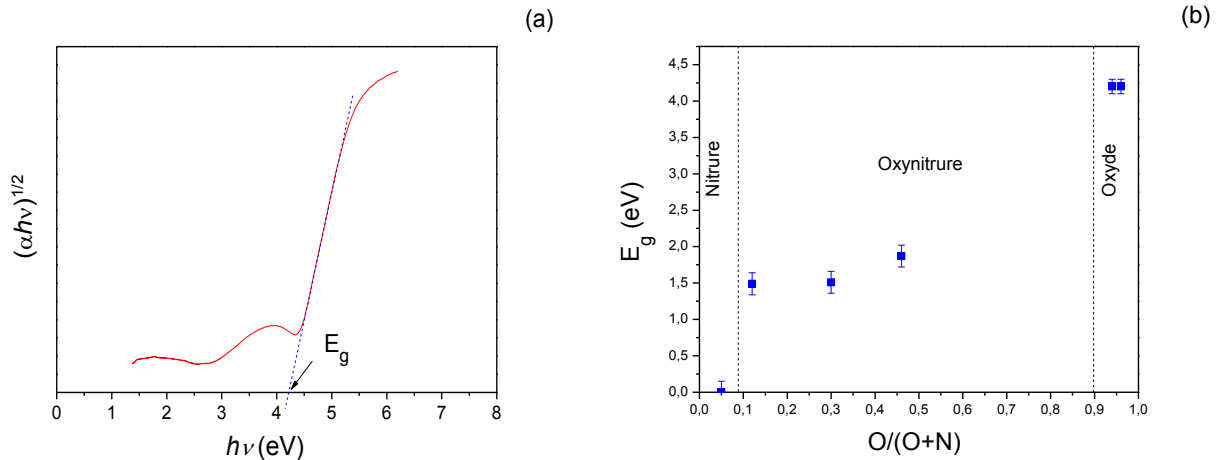 (a)
(αhν)1/2
E_g
0 1 2 3 4 5 6 7 8
hν (eV)
(b)
4,5
4,0
3,5
3,0
2,5
2,0
1,5
1,0
0,5
0,0
E_g (eV)
Nitrure
Oxynitrure
Oxyde
0,0 0,1 0,2 0,3 0,4 0,5 0,6 0,7 0,8 0,9 1,0
O/(O+N)